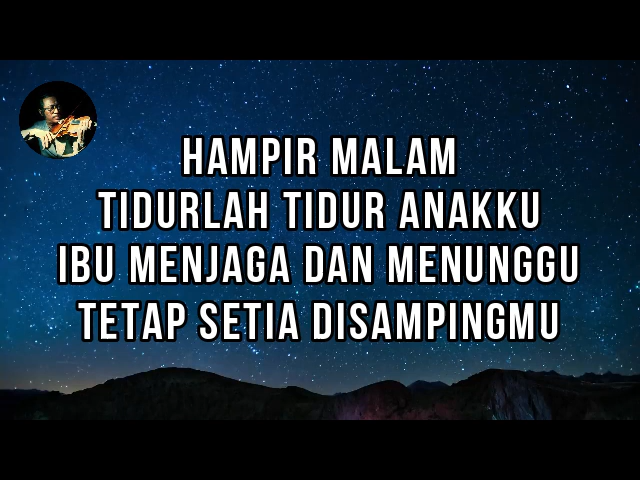 HAMPIR MALAM
TIDURLAH TIDUR ANAKKU
IBU MENJAGA DAN MENUNGGU
TETAP SETIA DISAMPINGMU